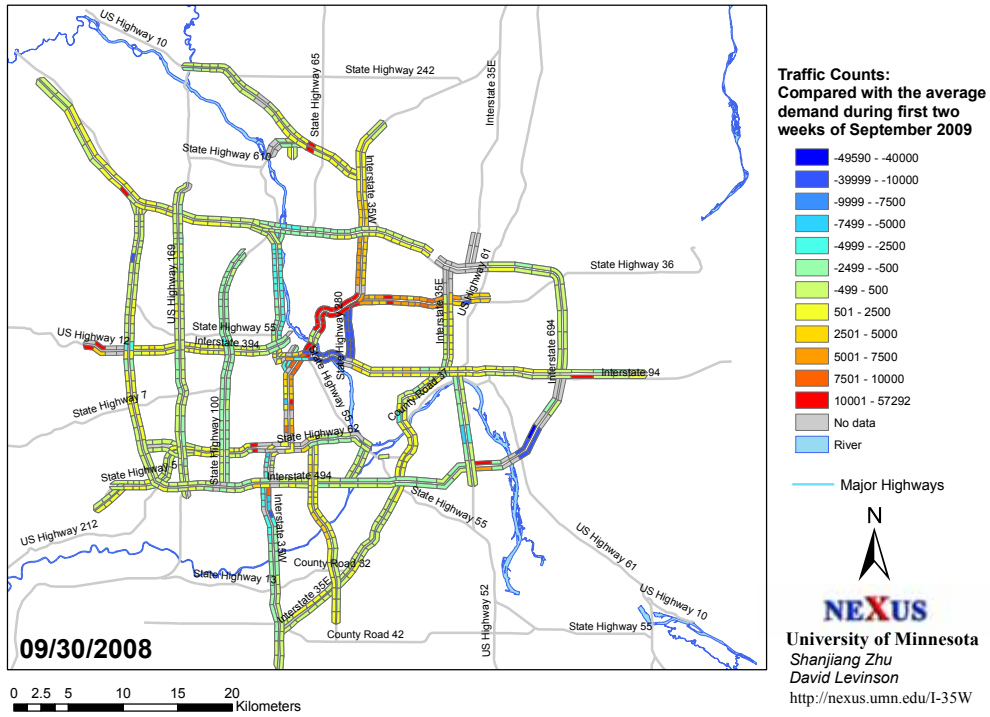 US Highway 10
State Highway 65
State Highway 242
Interstate 35E
State Highway 610
Interstate 35W
US Highway 169
US Highway 61
State Highway 36
Interstate 35E
State Highway 280
Interstate 694
State Highway 55
US Highway 12
Interstate 394
Interstate 94
State Highway 7
State Highway 100
State Highway 55
County Road 37
State Highway 62
State Highway 5
Interstate 494
State Highway 55
US Highway 212
Interstate 35W
County Road 32
State Highway 13
Interstate 35E
US Highway 61
US Highway 52
US Highway 10
State Highway 55
County Road 42
09/30/2008
0 2.5 5 10 15 20
Kilometers
Traffic Counts:
Compared with the average
demand during first two
weeks of September 2009
-49590 - -40000
-39999 - -10000
-9999 - -7500
-7499 - -5000
-4999 - -2500
-2499 - -500
-499 - 500
501 - 2500
2501 - 5000
5001 - 7500
7501 - 10000
10001 - 57292
No data
River
Major Highways
N
NEXUS
University of Minnesota
Shanjiang Zhu
David Levinson
http://nexus.umn.edu/I-35W